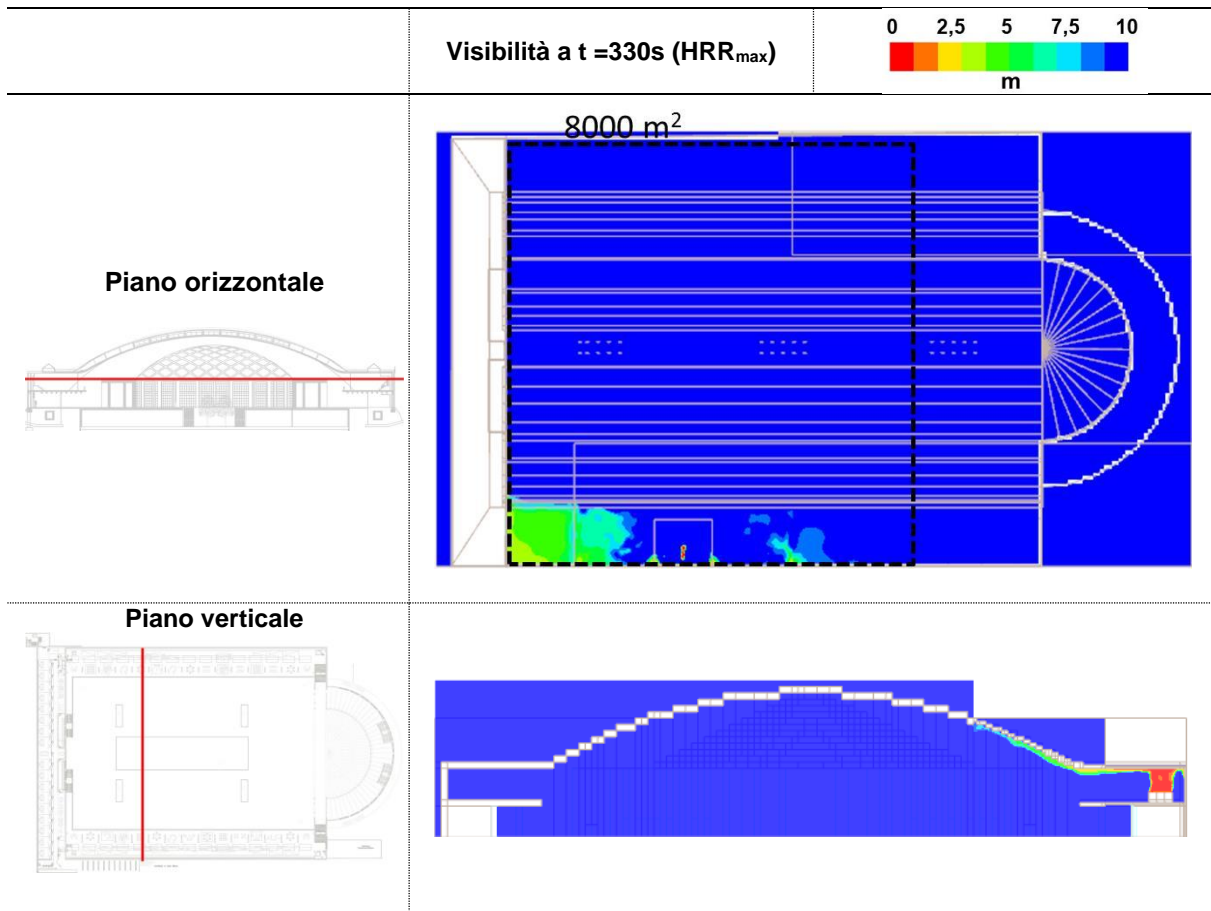 Visibilità a t =330s (HRRmax)
0 2,5 5 7,5 10
m
8000 m²
Piano orizzontale
Piano verticale